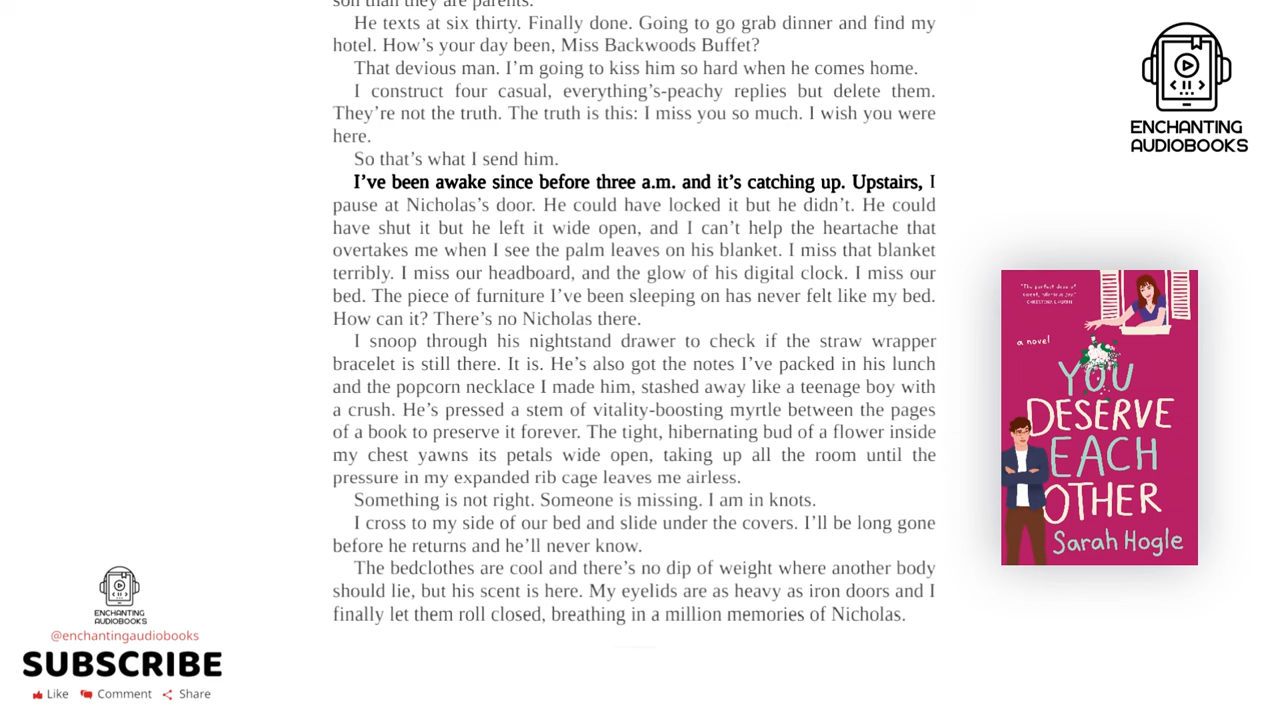 son than they are parents.
He texts at six thirty. Finally done. Going to go grab dinner and find my
hotel. How’s your day been, Miss Backwoods Buffet?
That devious man. I’m going to kiss him so hard when he comes home.
I construct four casual, everything’s-peachy replies but delete them.
They’re not the truth. The truth is this: I miss you so much. I wish you were
here.
So that’s what I send him.
I’ve been awake since before three a.m. and it’s catching up. Upstairs, I
pause at Nicholas’s door. He could have locked it but he didn’t. He could
have shut it but he left it wide open, and I can’t help the heartache that
overtakes me when I see the palm leaves on his blanket. I miss that blanket
terribly. I miss our headboard, and the glow of his digital clock. I miss our
bed. The piece of furniture I’ve been sleeping on has never felt like my bed.
How can it? There’s no Nicholas there.
I snoop through his nightstand drawer to check if the straw wrapper
bracelet is still there. It is. He’s also got the notes I’ve packed in his lunch
and the popcorn necklace I made him, stashed away like a teenage boy with
a crush. He’s pressed a stem of vitality-boosting myrtle between the pages
of a book to preserve it forever. The tight, hibernating bud of a flower inside
my chest yawns its petals wide open, taking up all the room until the
pressure in my expanded rib cage leaves me airless.
Something is not right. Someone is missing. I am in knots.
I cross to my side of our bed and slide under the covers. I’ll be long gone
before he returns and he’ll never know.
The bedclothes are cool and there’s no dip of weight where another body
should lie, but his scent is here. My eyelids are as heavy as iron doors and I
finally let them roll closed, breathing in a million memories of Nicholas.
ENCHANTING
AUDIOBOOKS
a novel
YOU
DESERVE
EACH
OTHER
Sarah Hogle
ENCHANTING
AUDIOBOOKS
@enchantingaudiobooks
SUBSCRIBE
Like Comment Share